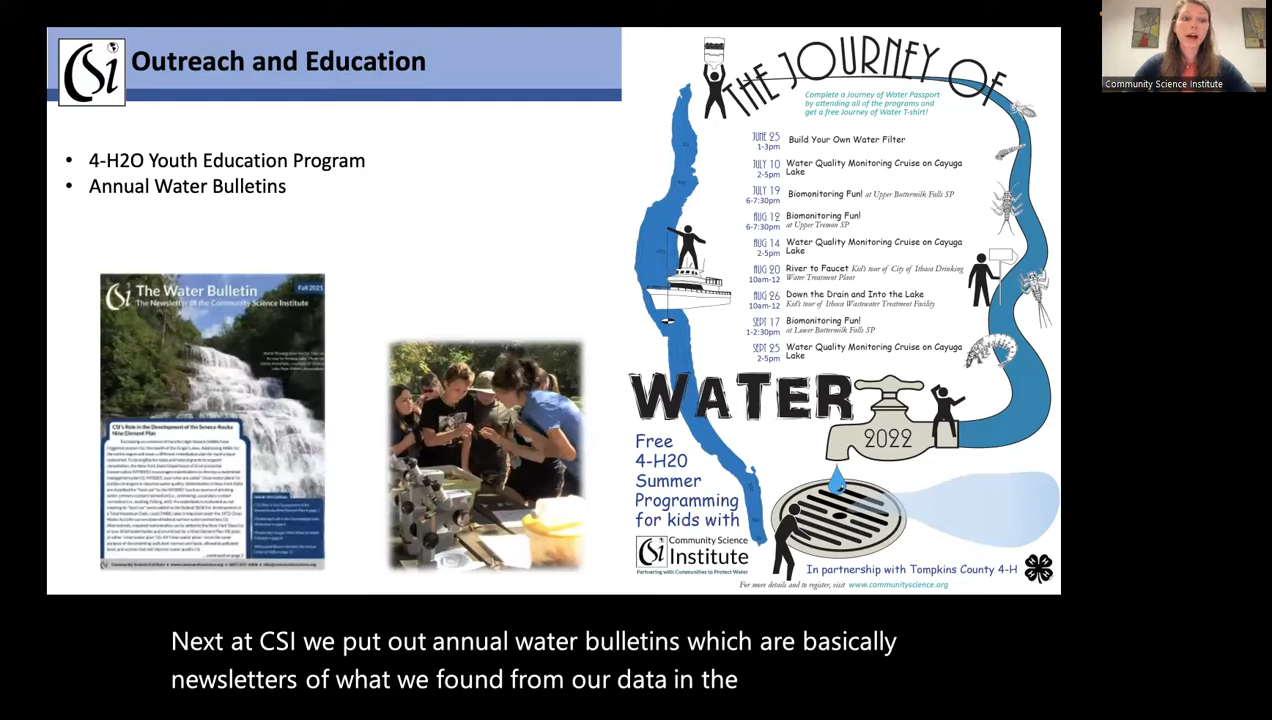 CSi
Outreach and Education
• 4-H2O Youth Education Program
• Annual Water Bulletins
CSi
The Water Bulletin
Fall 2021
The Newsletter of the Community Science Institute
CSI's Role in the Development of the Seneca-Keuka
Nine Element Plan
THE JOURNEY OF
Complete a Journey of Water Passport
by attending all of the programs and
get a free Journey of Water T-shirt!
JUNE 25
1-3pm
Build Your Own Water Filter
JULY 10
2-5pm
Water Quality Monitoring Cruise on Cayuga
Lake
JULY 19
6-7:30pm
Biomonitoring Fun! at Upper Buttermilk Falls SP
AUG 12
6-7:30pm
Biomonitoring Fun!
at Upper Treman SP
AUG 14
2-5pm
Water Quality Monitoring Cruise on Cayuga
Lake
AUG 20
10am-12
River to Faucet Kid's tour of City of Ithaca Drinking
Water Treatment Plant
AUG 26
10am-12
Down the Drain and Into the Lake
Kid's tour of Ithaca Wastewater Treatment Facility
SEPT 17
1-2:30pm
Biomonitoring Fun!
at Lower Buttermilk Falls SP
SEPT 25
2-5pm
Water Quality Monitoring Cruise on Cayuga
Lake
WATER
2022
Free
4-H2O
Summer
Programming
for kids with
CSi
Community Science
Institute
Partnering with Communities to Protect Water
In partnership with Tompkins County 4-H
For more details and to register, visit www.communityscience.org
Community Science Institute
Next at CSI we put out annual water bulletins which are basically
newsletters of what we found from our data in the